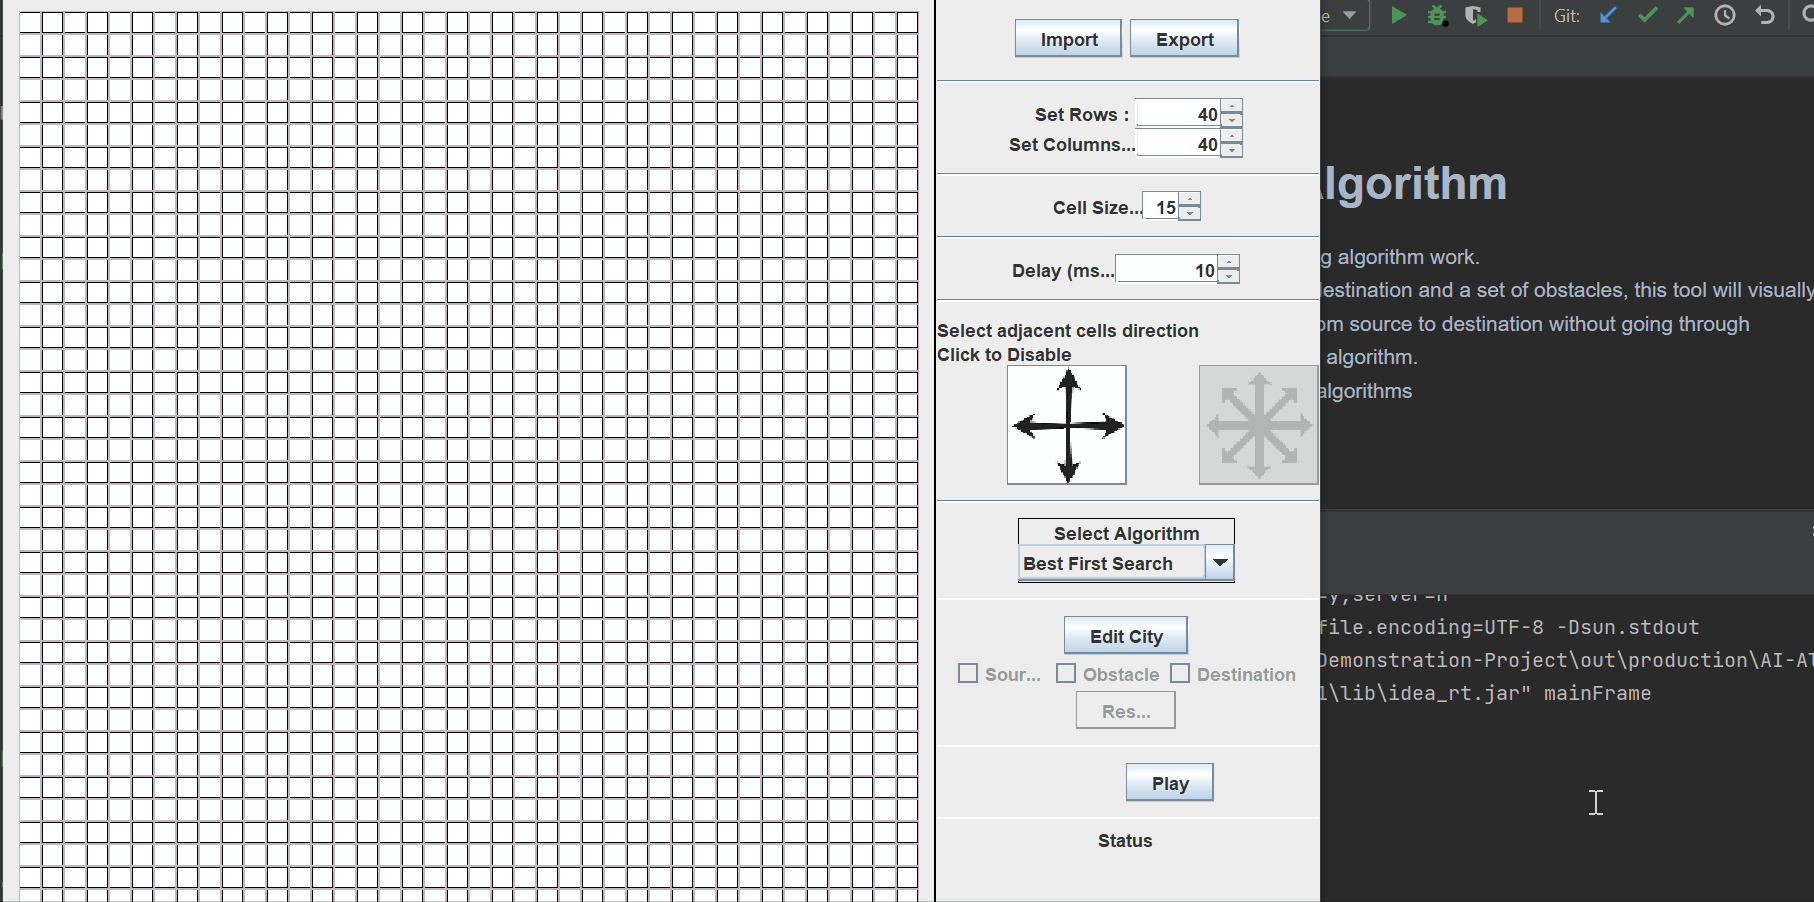 Import Export
Set Rows : 40
Set Columns... 40
Cell Size... 15
Delay (ms... 10
Select adjacent cells direction
Click to Disable
Select Algorithm
Best First Search
Edit City
Sour... Obstacle Destination
Res...
Play
Status
e Git:
lgorithm
g algorithm work.
estination and a set of obstacles, this tool will visually
om source to destination without going through
algorithm.
algorithms
file.encoding=UTF-8 -Dsun.stdout
Demonstration-Project\out\production\AI-Al
1\lib\idea_rt.jar" mainFrame